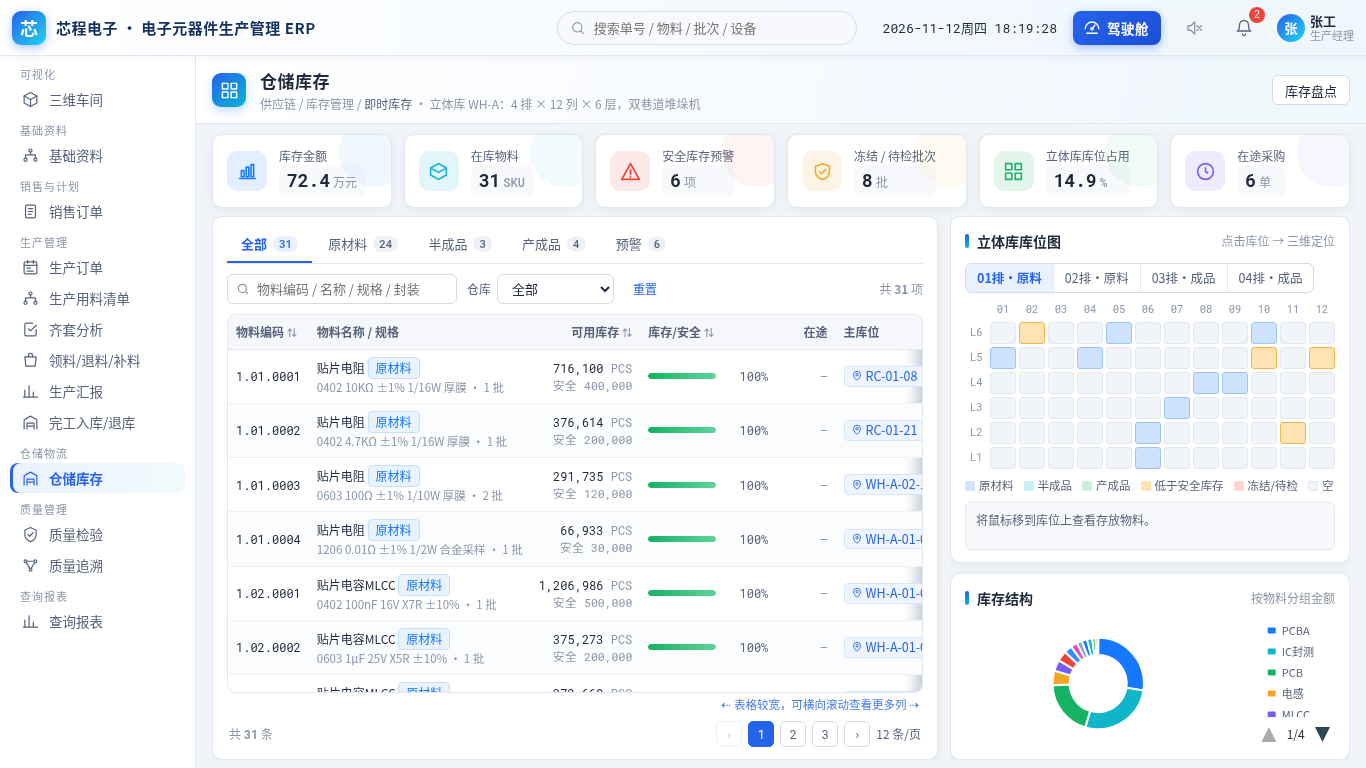 芯
芯程电子·电子元器件生产管理 ERP
搜索单号 / 物料 / 批次 / 设备
2026-11-12周四 18:19:28
驾驶舱
2
张
张工
生产经理
可视化
三维车间
基础资料
基础资料
销售与计划
销售订单
生产管理
生产订单
生产用料清单
齐套分析
领料/退料/补料
生产汇报
完工入库/退库
仓储物流
仓储库存
质量管理
质量检验
质量追溯
查询报表
查询报表
仓储库存
供应链 / 库存管理 / 即时库存 · 立体库 WH-A：4 排 × 12 列 × 6 层，双巷道堆垛机
库存盘点
库存金额
72.4 万元
在库物料
31 SKU
安全库存预警
6 项
冻结 / 待检批次
8 批
立体库库位占用
14.9 %
在途采购
6 单
全部 31
原材料 24
半成品 3
产成品 4
预警 6
物料编码 / 名称 / 规格 / 封装
仓库
全部
重置
共 31 项
物料编码 ⇅ 物料名称 / 规格 可用库存 ⇅ 库存/安全 ⇅ 在途 主库位
1.01.0001 贴片电阻 原材料 716,100 PCS 100% — RC-01-08
0402 10KΩ ±1% 1/16W 厚膜 · 1 批 安全 400,000
1.01.0002 贴片电阻 原材料 376,614 PCS 100% — RC-01-21
0402 4.7KΩ ±1% 1/16W 厚膜 · 1 批 安全 200,000
1.01.0003 贴片电阻 原材料 291,735 PCS 100% — WH-A-02-
0603 100Ω ±1% 1/10W 厚膜 · 2 批 安全 120,000
1.01.0004 贴片电阻 原材料 66,933 PCS 100% — WH-A-01-
1206 0.01Ω ±1% 1/2W 合金采样 · 1 批 安全 30,000
1.02.0001 贴片电容MLCC 原材料 1,206,986 PCS 100% — WH-A-01-
0402 100nF 16V X7R ±10% · 1 批 安全 500,000
1.02.0002 贴片电容MLCC 原材料 375,273 PCS 100% — WH-A-01-
0603 1μF 25V X5R ±10% · 1 批 安全 200,000
贴片电容MLCC 原材料
⇠ 表格较宽，可横向滚动查看更多列 ⇢
共 31 条
‹ 1 2 3 › 12 条/页
立体库库位图
点击库位 → 三维定位
01排·原料
02排·原料
03排·成品
04排·成品
01 02 03 04 05 06 07 08 09 10 11 12
L6
L5
L4
L3
L2
L1
原材料 半成品 产成品 低于安全库存 冻结/待检 空
将鼠标移到库位上查看存放物料。
库存结构
按物料分组金额
PCBA
IC封测
PCB
电感
MLCC
1/4